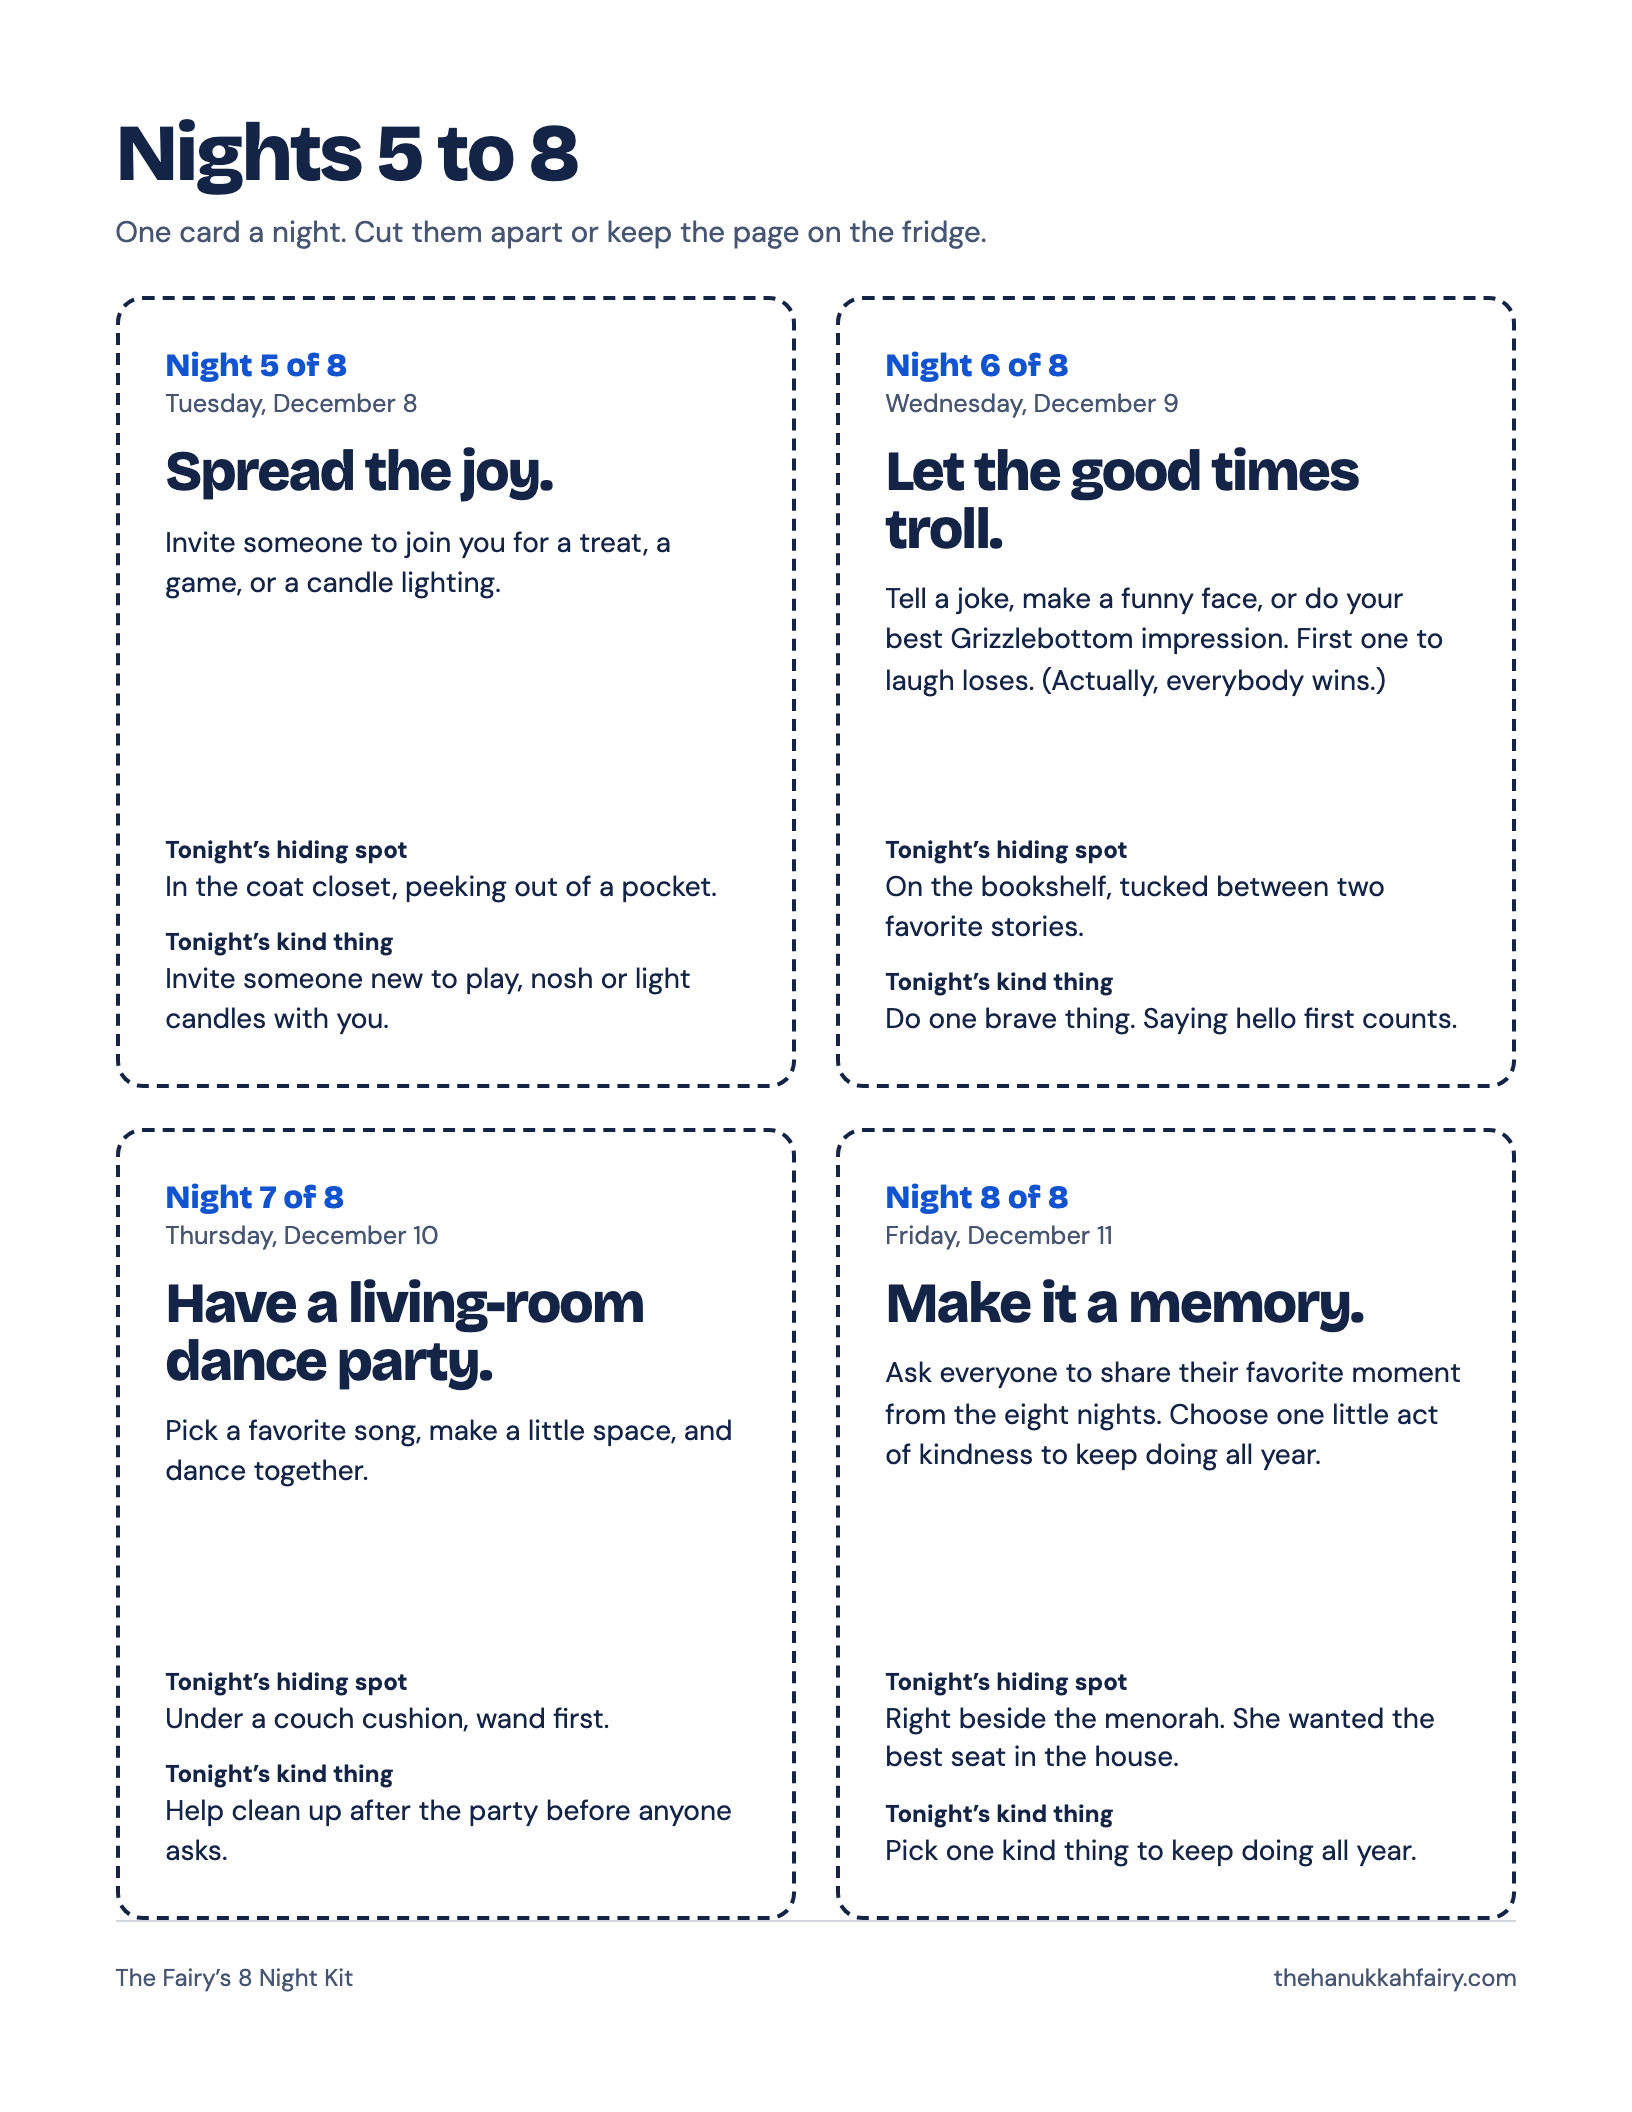 Nights 5 to 8
One card a night. Cut them apart or keep the page on the fridge.
Night 5 of 8
Tuesday, December 8
Spread the joy.
Invite someone to join you for a treat, a
game, or a candle lighting.
Tonight’s hiding spot
In the coat closet, peeking out of a pocket.
Tonight’s kind thing
Invite someone new to play, nosh or light
candles with you.
Night 6 of 8
Wednesday, December 9
Let the good times
troll.
Tell a joke, make a funny face, or do your
best Grizzlebottom impression. First one to
laugh loses. (Actually, everybody wins.)
Tonight’s hiding spot
On the bookshelf, tucked between two
favorite stories.
Tonight’s kind thing
Do one brave thing. Saying hello first counts.
Night 7 of 8
Thursday, December 10
Have a living-room
dance party.
Pick a favorite song, make a little space, and
dance together.
Tonight’s hiding spot
Under a couch cushion, wand first.
Tonight’s kind thing
Help clean up after the party before anyone
asks.
Night 8 of 8
Friday, December 11
Make it a memory.
Ask everyone to share their favorite moment
from the eight nights. Choose one little act
of kindness to keep doing all year.
Tonight’s hiding spot
Right beside the menorah. She wanted the
best seat in the house.
Tonight’s kind thing
Pick one kind thing to keep doing all year.
The Fairy’s 8 Night Kit
thehanukkahfairy.com